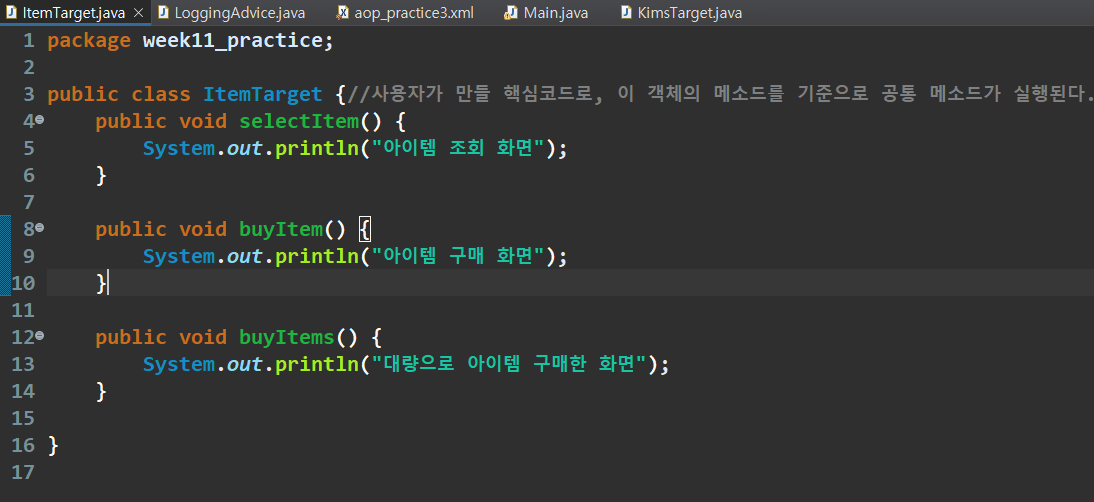 ItemTarget.java
LoggingAdvice.java
aop_practice3.xml
Main.java
KimsTarget.java
1 package week11_practice;
2
3 public class ItemTarget {//사용자가 만들 핵심코드로, 이 객체의 메소드를 기준으로 공통 메소드가 실행된다.
4     public void selectItem() {
5         System.out.println("아이템 조회 화면");
6     }
7
8     public void buyItem() {
9         System.out.println("아이템 구매 화면");
10     }
11
12     public void buyItems() {
13         System.out.println("대량으로 아이템 구매한 화면");
14     }
15
16 }
17